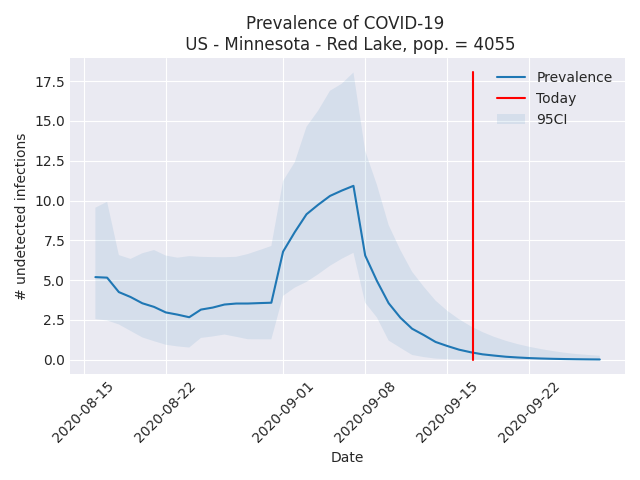 Prevalence of COVID-19
US - Minnesota - Red Lake, pop. = 4055
17.5
15.0
12.5
10.0
7.5
5.0
2.5
0.0
# undetected infections
Prevalence
Today
95CI
2020-08-15
2020-08-22
2020-09-01
2020-09-08
2020-09-15
2020-09-22
Date